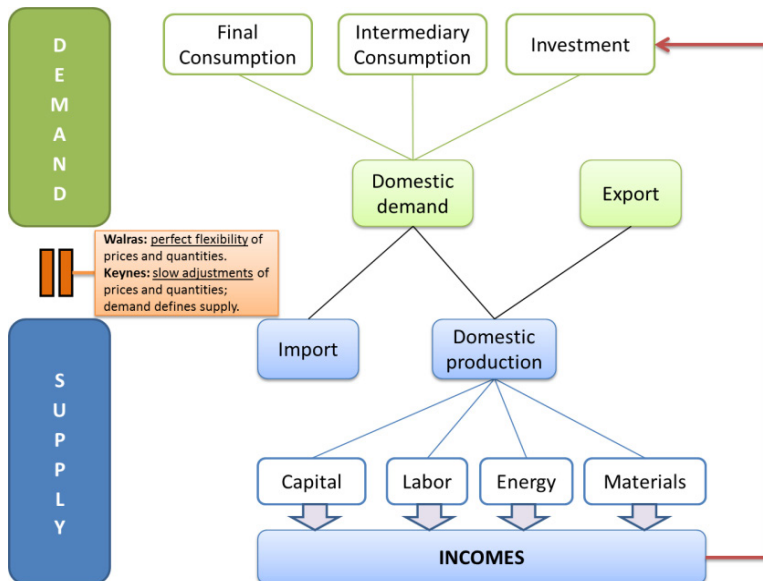 D
E
M
A
N
D
Final
Consumption
Intermediary
Consumption
Investment
Domestic
demand
Export
Walras: perfect flexibility of
prices and quantities.
Keynes: slow adjustments of
prices and quantities;
demand defines supply.
S
U
P
P
L
Y
Import
Domestic
production
Capital
Labor
Energy
Materials
INCOMES